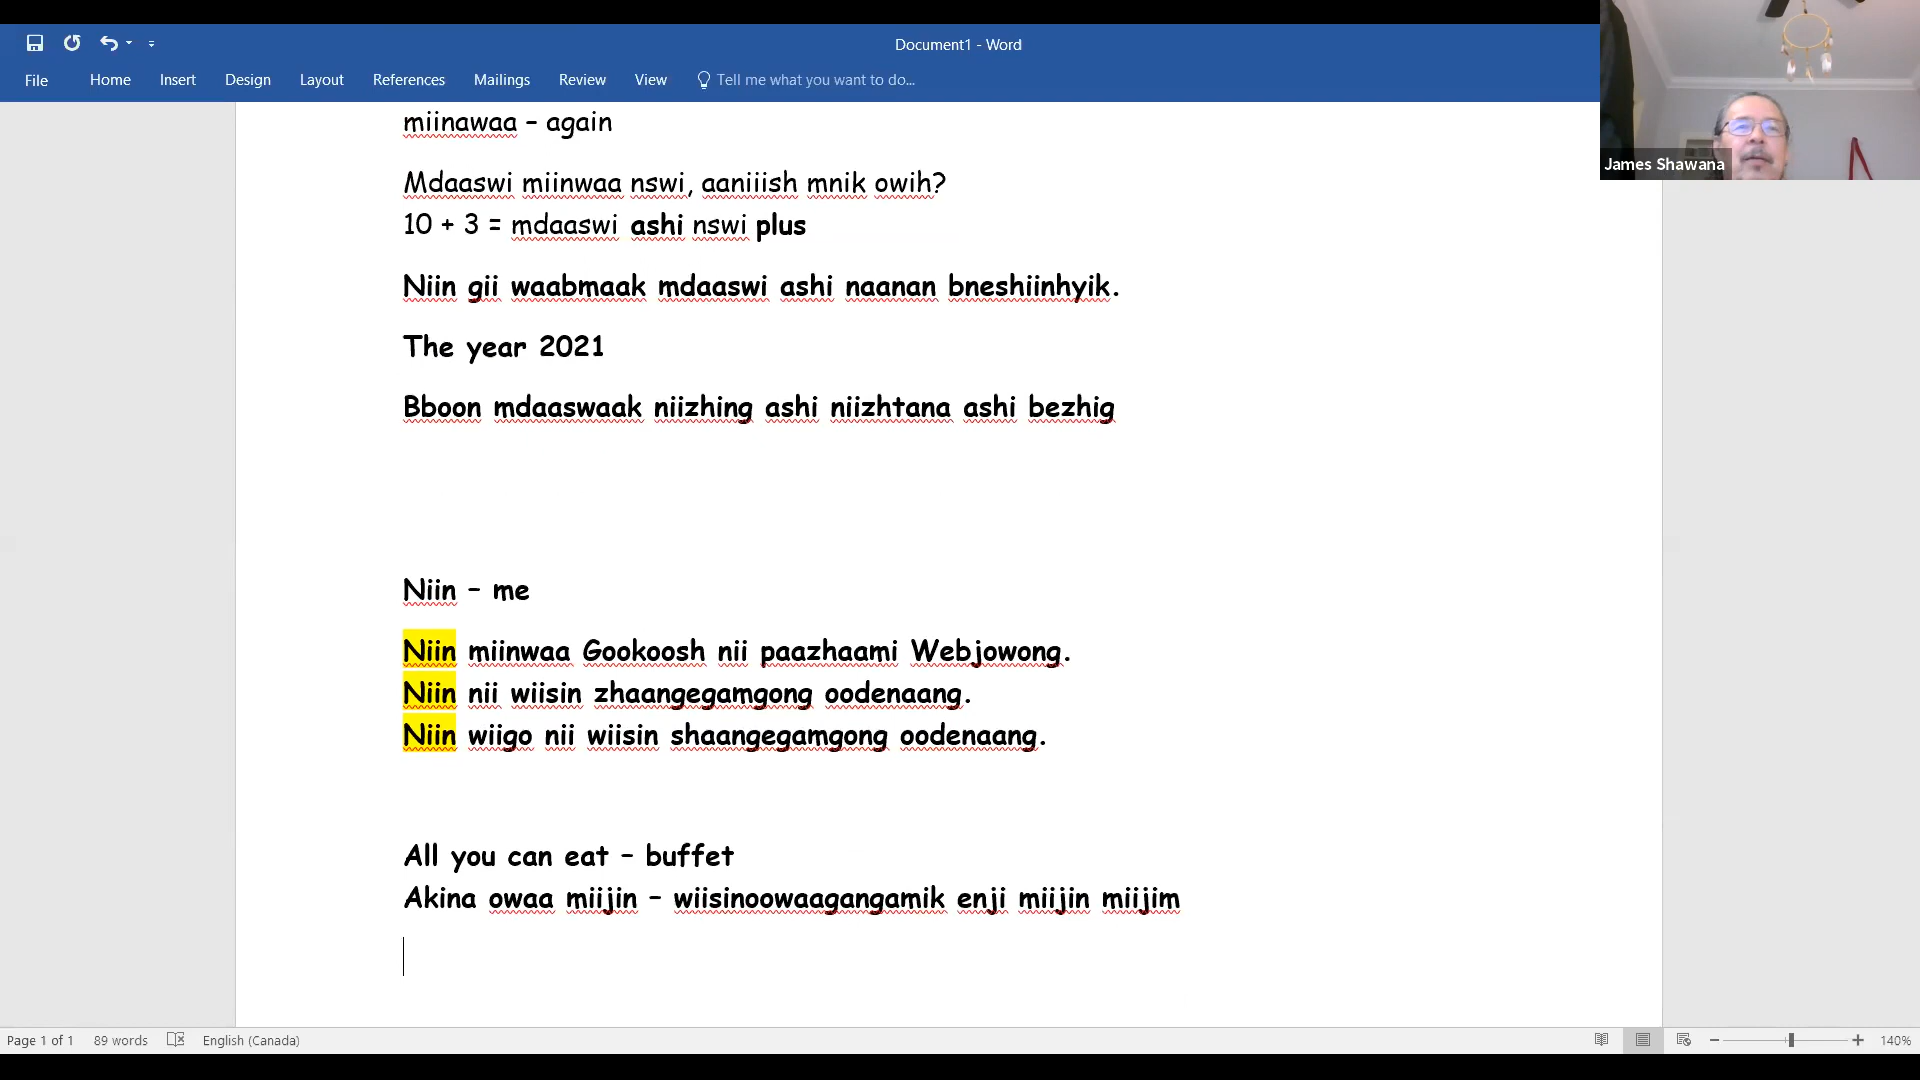 Document1 - Word
File Home Insert Design Layout References Mailings Review View Tell me what you want to do...
James Shawana
miinawaa – again
Mdaaswi miinwaa nswi, aaniiish mnik owih?
10 + 3 = mdaaswi ashi nswi plus
Niin gii waabmaak mdaaswi ashi naanan bneshiinhyik.
The year 2021
Bboon mdaaswaak niizhing ashi niizhtana ashi bezhig
Niin – me
Niin miinwaa Gookoosh nii paazhaami Webjowong.
Niin nii wiisin zhaangegamgong oodenaang.
Niin wiigo nii wiisin shaangegamgong oodenaang.
All you can eat – buffet
Akina owaa miijin – wiisinoowaagangamik enji miijin miijim
Page 1 of 1 89 words English (Canada) 140%